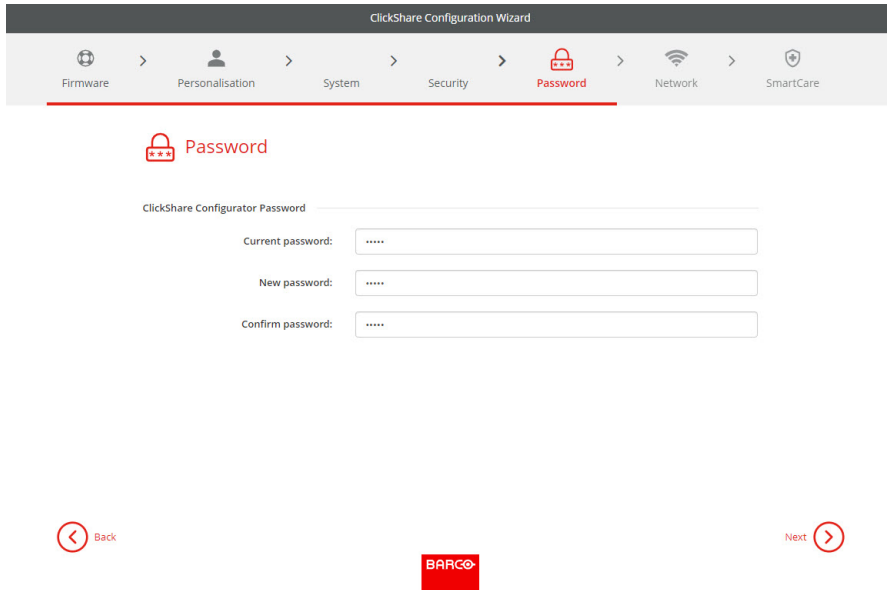 ClickShare Configuration Wizard
Firmware > Personalisation > System > Security > Password > Network > SmartCare
*** Password
ClickShare Configurator Password
Current password: •••••
New password: •••••
Confirm password: •••••
Back
Next
BARCO